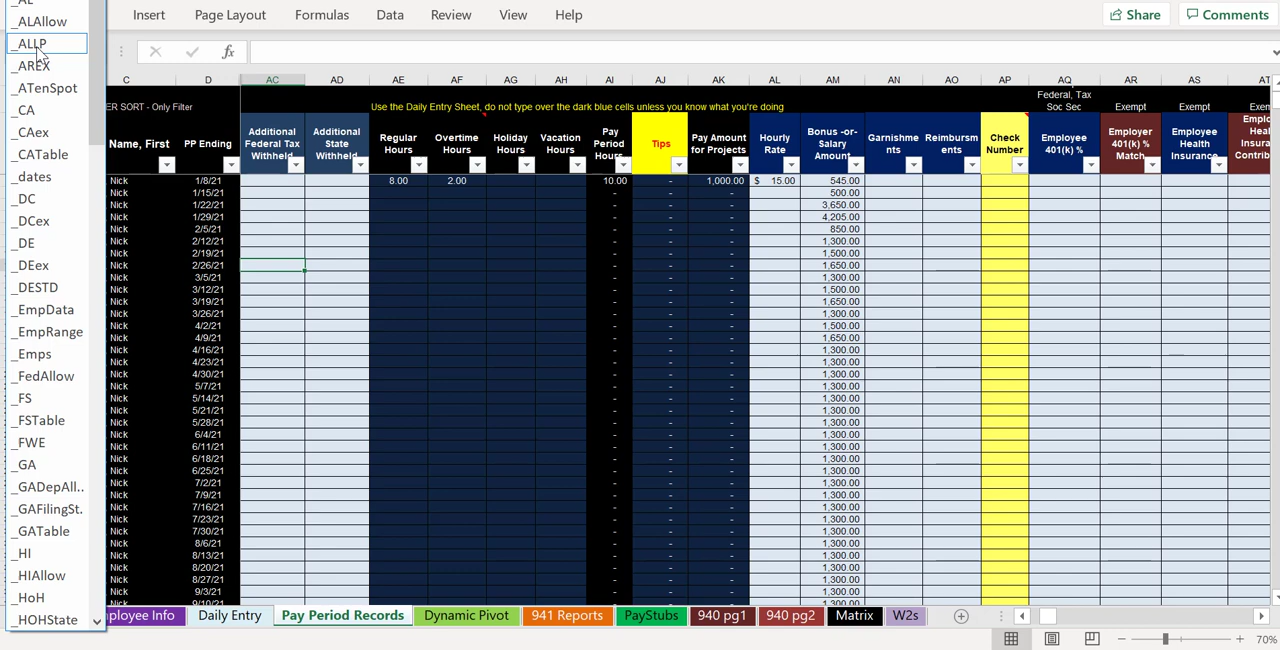 Insert Page Layout Formulas Data Review View Help Share Comments
_AL
_ALAllow
_ALLP
_AREX
_ATenSpot
_CA
_CAex
_CATable
_dates
_DC
_DCex
_DE
_DEex
_DESTD
_EmpData
_EmpRange
_Emps
_FedAllow
_FS
_FSTable
_FWE
_GA
_GADepAll..
_GAFilingSt.
_GATable
_HI
_HIAllow
_HoH
_HOHState
fx
C D AC AD AE AF AG AH AI AJ AK AL AM AN AO AP AQ AR AS AT
ER SORT - Only Filter
Use the Daily Entry Sheet, do not type over the dark blue cells unless you know what you're doing
Federal, Tax
Soc Sec
Exempt Exempt
Name, First PP Ending
Additional
Federal Tax
Withheld
Additional
State
Withheld
Regular
Hours
Overtime
Hours
Holiday
Hours
Vacation
Hours
Pay
Period
Hours
Tips
Pay Amount
for Projects
Hourly
Rate
Bonus -or-
Salary
Amount
Garnishme
nts
Reimbursm
ents
Check
Number
Employee
401(k) %
Employer
401(k) %
Match
Employee
Health
Insurance
Nick 1/8/21 8.00 2.00 10.00 - 1,000.00 $ 15.00 545.00
Nick 1/15/21 - - - 500.00
Nick 1/22/21 - - - 3,650.00
Nick 1/29/21 - - - 4,205.00
Nick 2/5/21 - - - 850.00
Nick 2/12/21 - - - 1,300.00
Nick 2/19/21 - - - 1,500.00
Nick 2/26/21 - - - 1,650.00
Nick 3/5/21 - - - 1,300.00
Nick 3/12/21 - - - 1,500.00
Nick 3/19/21 - - - 1,650.00
Nick 3/26/21 - - - 1,300.00
Nick 4/2/21 - - - 1,500.00
Nick 4/9/21 - - - 1,650.00
Nick 4/16/21 - - - 1,300.00
Nick 4/23/21 - - - 1,300.00
Nick 4/30/21 - - - 1,300.00
Nick 5/7/21 - - - 1,300.00
Nick 5/14/21 - - - 1,300.00
Nick 5/21/21 - - - 1,300.00
Nick 5/28/21 - - - 1,300.00
Nick 6/4/21 - - - 1,300.00
Nick 6/11/21 - - - 1,300.00
Nick 6/18/21 - - - 1,300.00
Nick 6/25/21 - - - 1,300.00
Nick 7/2/21 - - - 1,300.00
Nick 7/9/21 - - - 1,300.00
Nick 7/16/21 - - - 1,300.00
Nick 7/23/21 - - - 1,300.00
Nick 7/30/21 - - - 1,300.00
Nick 8/6/21 - - - 1,300.00
Nick 8/13/21 - - - 1,300.00
Nick 8/20/21 - - - 1,300.00
Nick 8/27/21 - - - 1,300.00
Nick 9/3/21 - - - 1,300.00
Nick 9/10/21 - - - 1,300.00
ployee Info Daily Entry Pay Period Records Dynamic Pivot 941 Reports PayStubs 940 pg1 940 pg2 Matrix W2s
70%